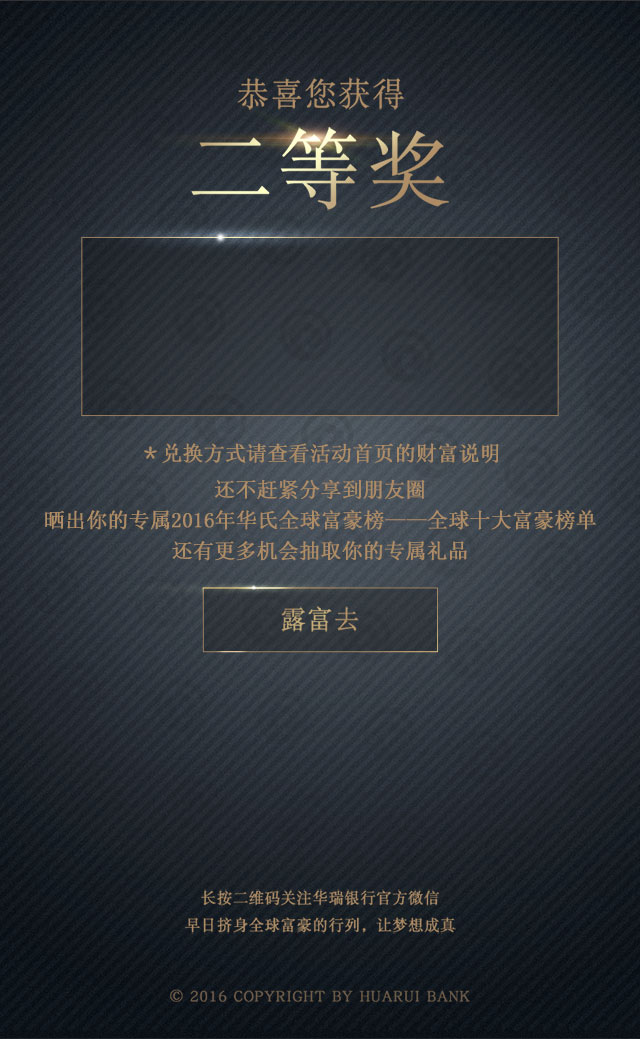 恭喜您获得
二等奖
*兑换方式请查看活动首页的财富说明
还不赶紧分享到朋友圈
晒出你的专属2016年华氏全球富豪榜——全球十大富豪榜单
还有更多机会抽取你的专属礼品
露富去
长按二维码关注华瑞银行官方微信
早日挤身全球富豪的行列，让梦想成真
© 2016 COPYRIGHT BY HUARUI BANK